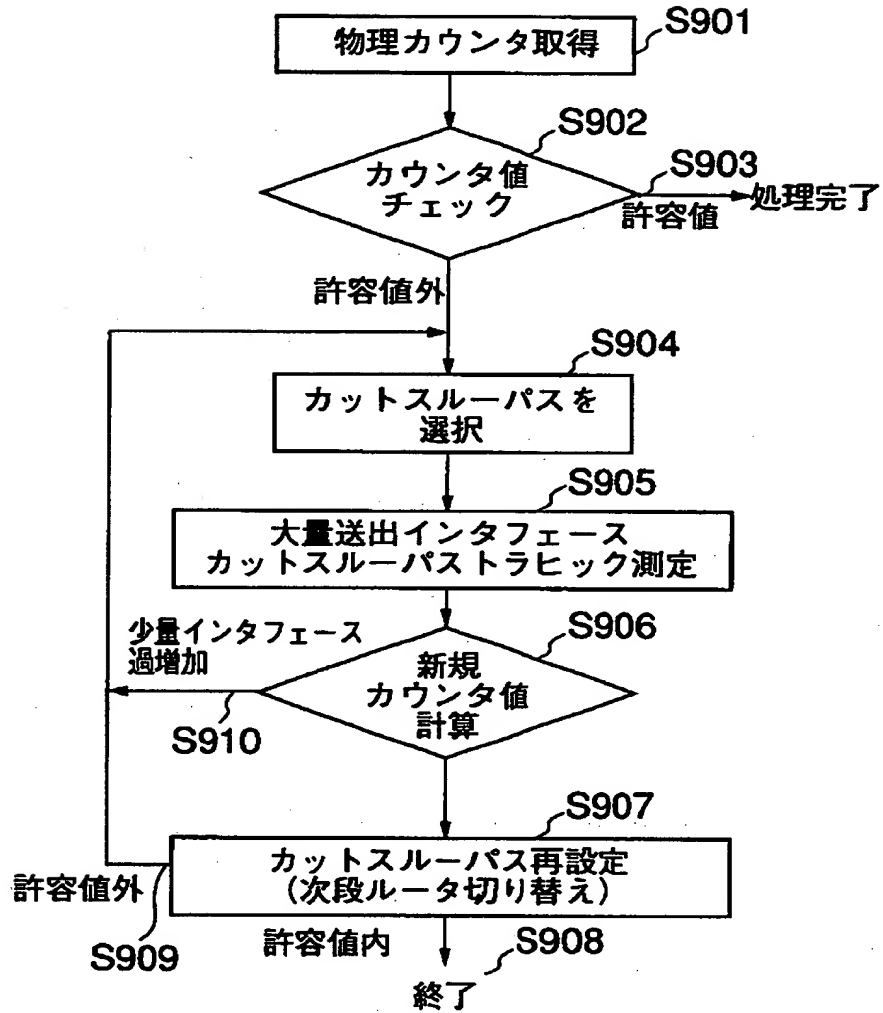 物理カウンタ取得
S901
S902
カウンタ値
チェック
S903
許容値
処理完了
許容値外
S904
カットスルーパスを
選択
S905
大量送出インタフェース
カットスルーパストラヒック測定
少量インタフェース
過増加
S906
新規
カウンタ値
計算
S910
S907
カットスルーパス再設定
(次段ルータ切り替え)
許容値外
S909
許容値内
S908
終了